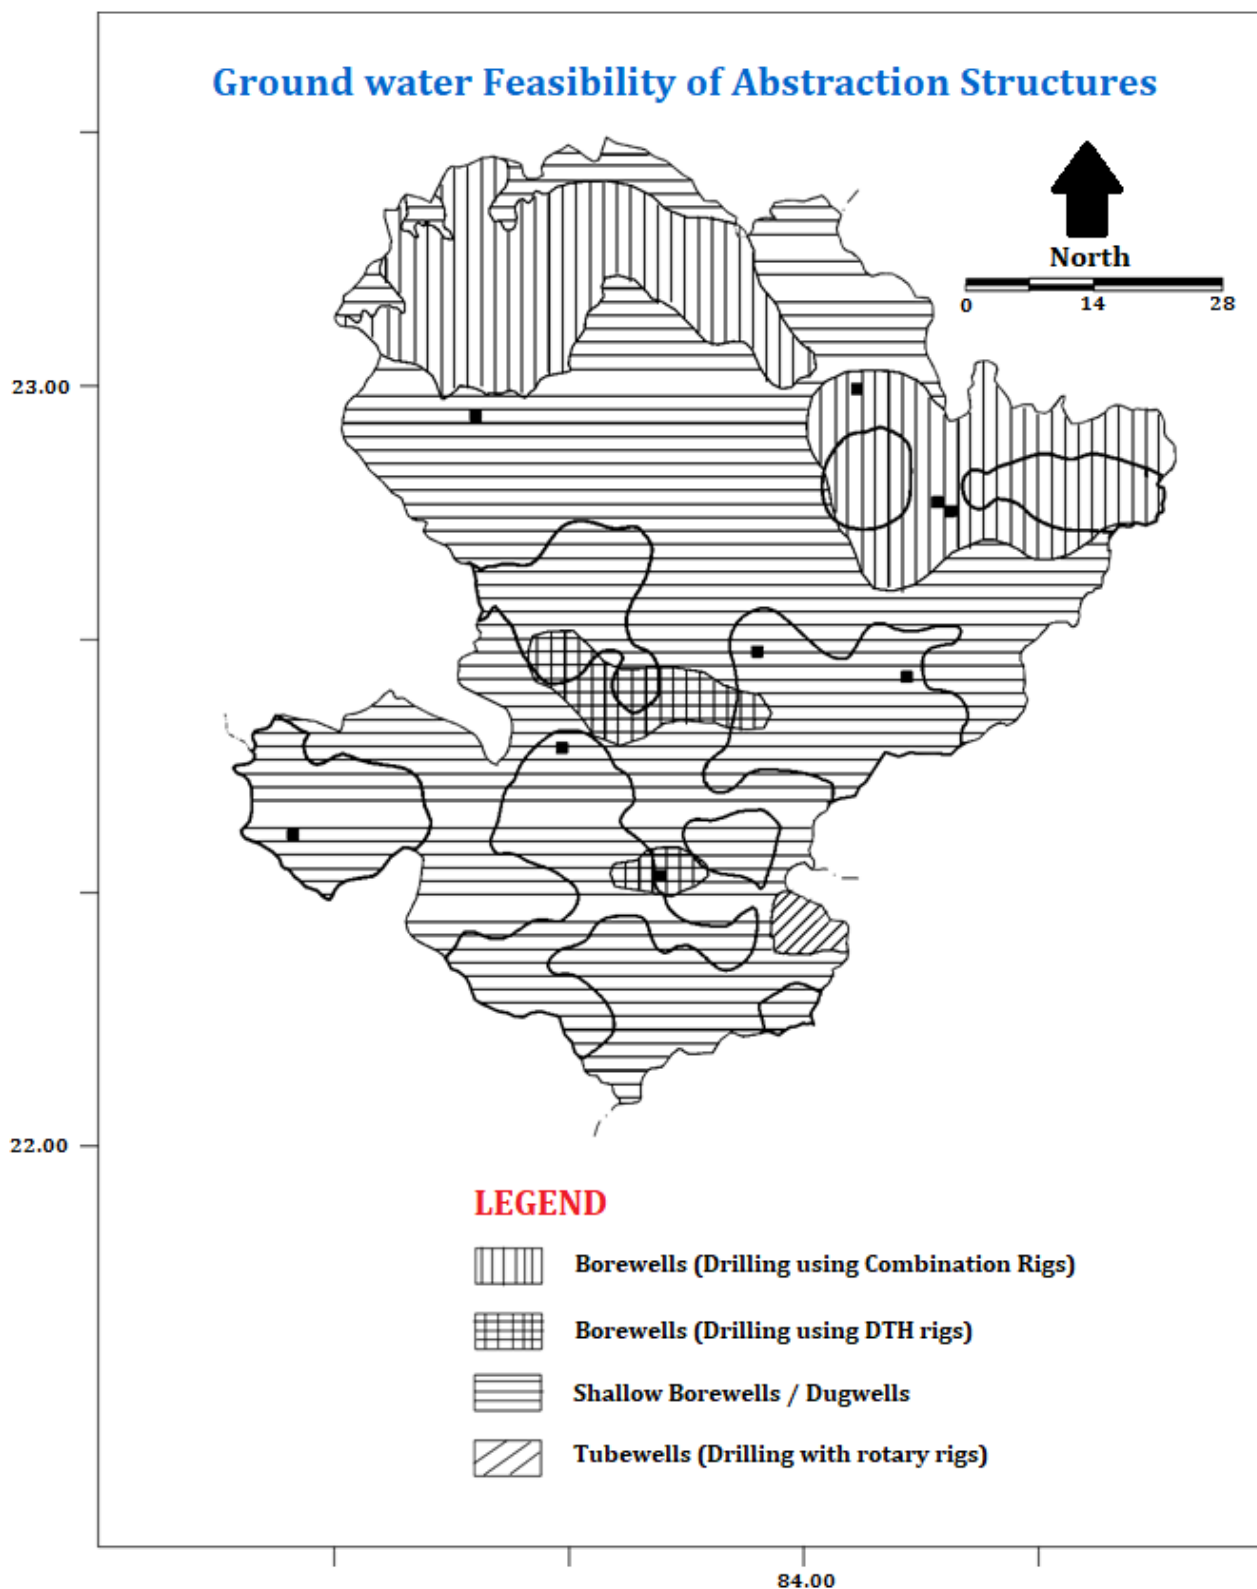 Ground water Feasibility of Abstraction Structures
North
0 14 28
23.00
22.00
LEGEND
Borewells (Drilling using Combination Rigs)
Borewells (Drilling using DTH rigs)
Shallow Borewells / Dugwells
Tubewells (Drilling with rotary rigs)
84.00